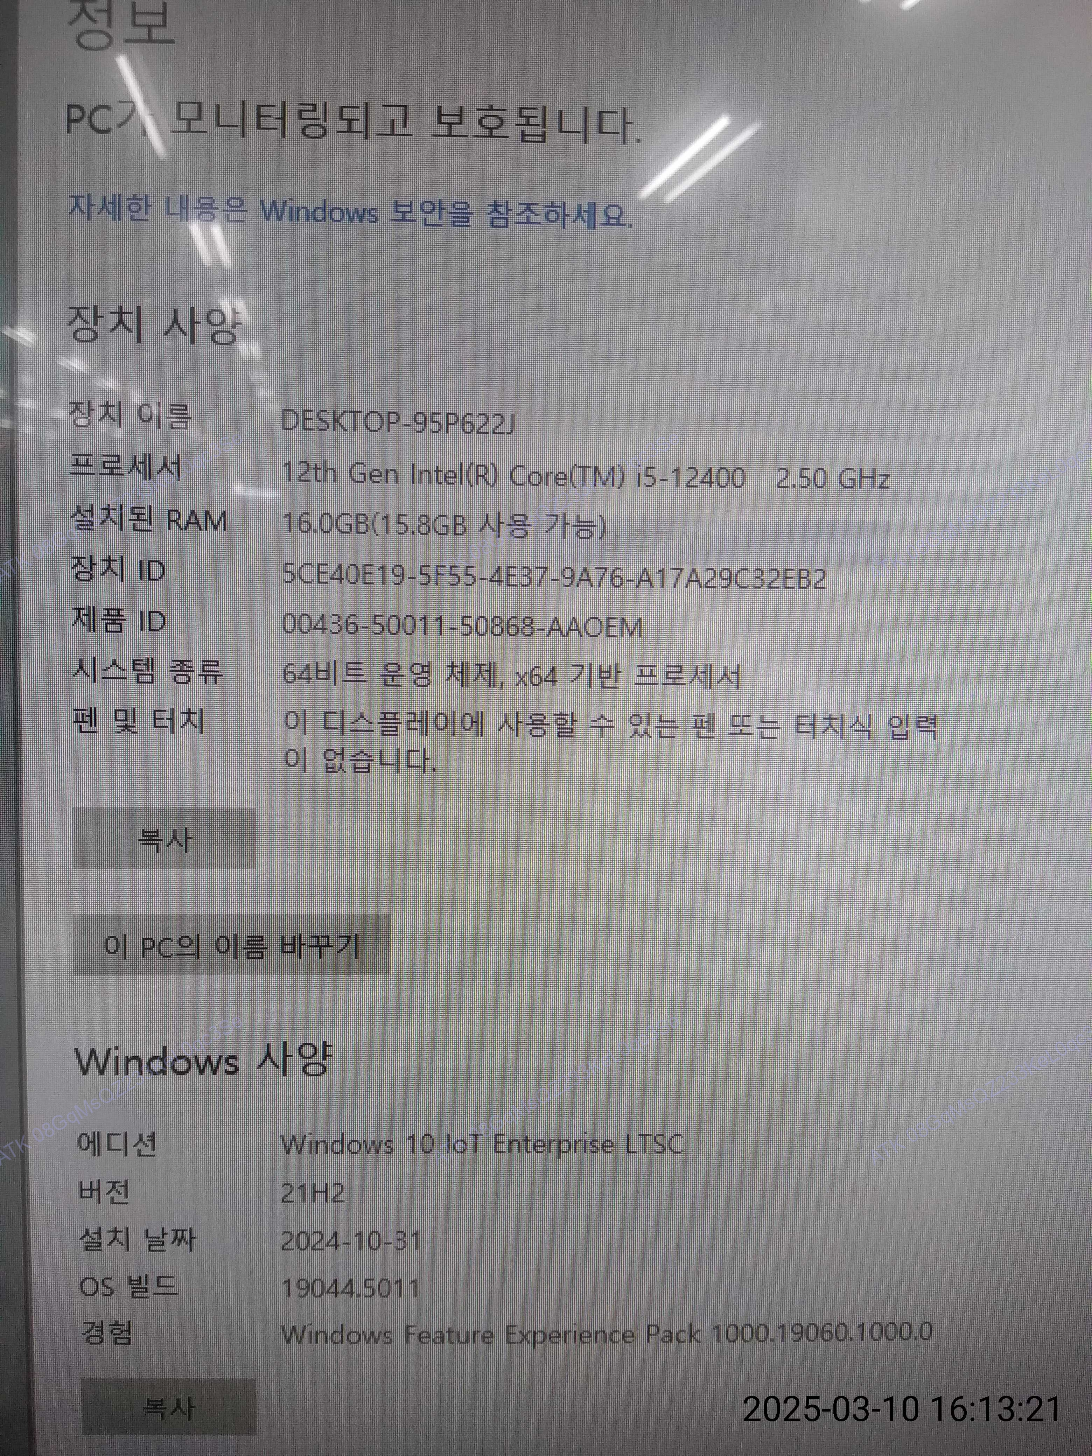 정보
PC가 모니터링되고 보호됩니다.
자세한 내용은 Windows 보안을 참조하세요.
장치 사양
장치 이름 DESKTOP-95P622J
프로세서 12th Gen Intel(R) Core(TM) i5-12400 2.50 GHz
설치된 RAM 16.0GB(15.8GB 사용 가능)
장치 ID 5CE40E19-5F55-4E37-9A76-A17A29C32EB2
제품 ID 00436-50011-50868-AAOEM
시스템 종류 64비트 운영 체제, x64 기반 프로세서
펜 및 터치 이 디스플레이에 사용할 수 있는 펜 또는 터치식 입력
이 없습니다.
복사
이 PC의 이름 바꾸기
Windows 사양
에디션 Windows 10 IoT Enterprise LTSC
버전 21H2
설치 날짜 2024-10-31
OS 빌드 19044.5011
경험 Windows Feature Experience Pack 1000.19060.1000.0
복사
2025-03-10 16:13:21